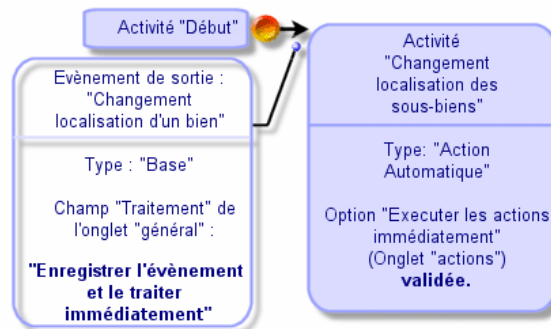 Activité "Début"
Evènement de sortie :
"Changement
localisation d'un bien"
Type : "Base"
Champ "Traitement" de
l'onglet "général" :
"Enregistrer l'évènement
et le traiter
immédiatement"
Activité
"Changement
localisation des
sous-biens"
Type: "Action
Automatique"
Option "Executer les actions
immédiatement"
(Onglet "actions")
validée.